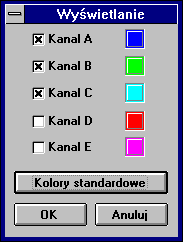 Wyświetlanie
Kanal A
Kanal B
Kanal C
Kanal D
Kanal E
Kolory standardowe
OK
Anuluj